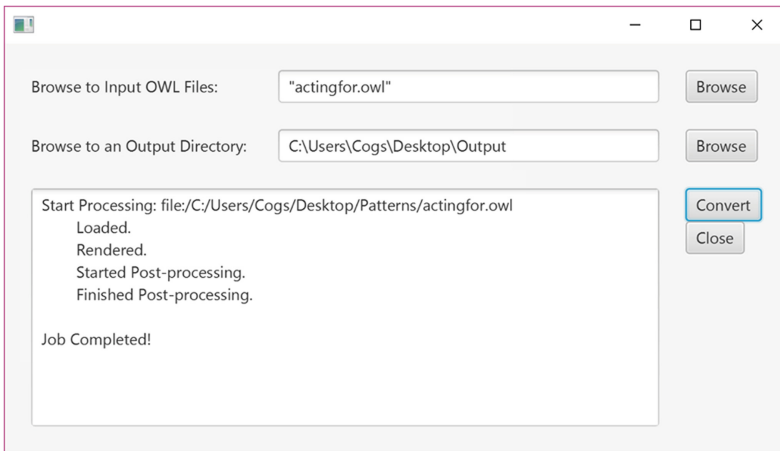 Browse to Input OWL Files: "actingfor.owl" Browse
Browse to an Output Directory: C:\Users\Cogs\Desktop\Output Browse
Start Processing: file:/C:/Users/Cogs/Desktop/Patterns/actingfor.owl
Loaded.
Rendered.
Started Post-processing.
Finished Post-processing.
Job Completed!
Convert
Close